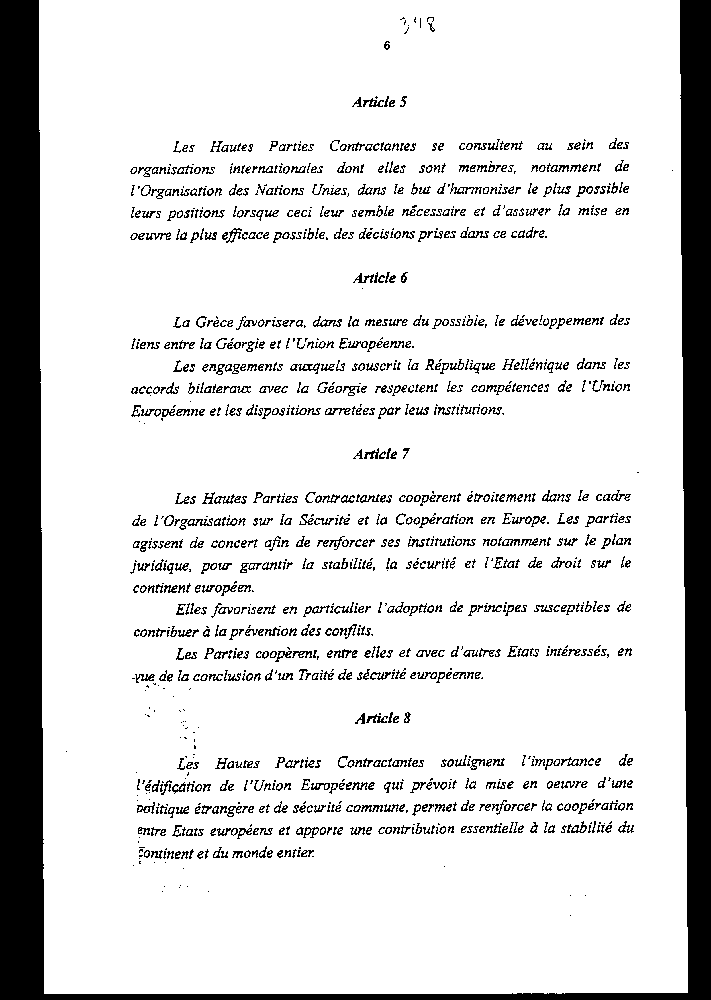 348
6
Article 5
Les Hautes Parties Contractantes se consultent au sein des
organisations internationales dont elles sont membres, notamment de
l'Organisation des Nations Unies, dans le but d'harmoniser le plus possible
leurs positions lorsque ceci leur semble nécessaire et d'assurer la mise en
oeuvre la plus efficace possible, des décisions prises dans ce cadre.
Article 6
La Grèce favorisera, dans la mesure du possible, le développement des
liens entre la Géorgie et l'Union Européenne.
Les engagements auxquels souscrit la République Hellénique dans les
accords bilateraux avec la Géorgie respectent les compétences de l'Union
Européenne et les dispositions arretées par leus institutions.
Article 7
Les Hautes Parties Contractantes coopèrent étroitement dans le cadre
de l'Organisation sur la Sécurité et la Coopération en Europe. Les parties
agissent de concert afin de renforcer ses institutions notamment sur le plan
juridique, pour garantir la stabilité, la sécurité et l'Etat de droit sur le
continent européen.
Elles favorisent en particulier l'adoption de principes susceptibles de
contribuer à la prévention des conflits.
Les Parties coopèrent, entre elles et avec d'autres Etats intéressés, en
vue de la conclusion d'un Traité de sécurité européenne.
Article 8
Les Hautes Parties Contractantes soulignent l'importance de
l'édification de l'Union Européenne qui prévoit la mise en oeuvre d'une
politique étrangère et de sécurité commune, permet de renforcer la coopération
entre Etats européens et apporte une contribution essentielle à la stabilité du
continent et du monde entier.